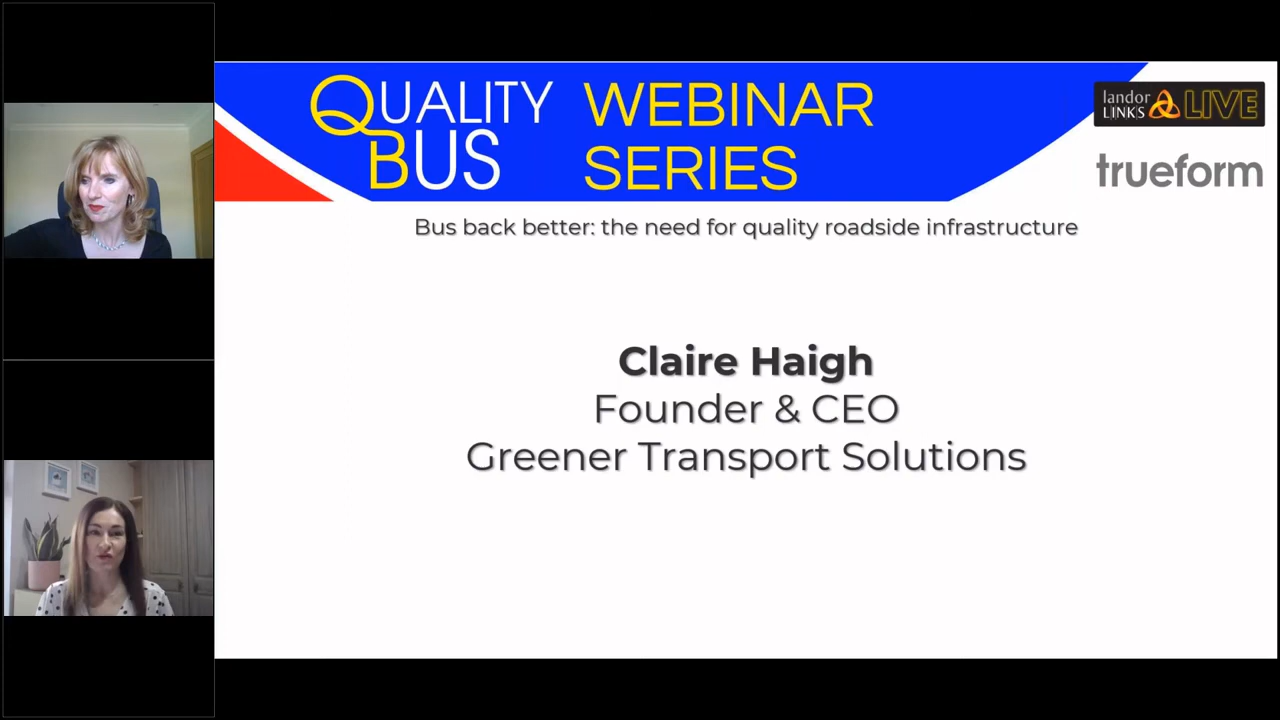 QUALITY BUS
WEBINAR SERIES
landor LINKS LIVE
trueform
Bus back better: the need for quality roadside infrastructure
Claire Haigh
Founder & CEO
Greener Transport Solutions